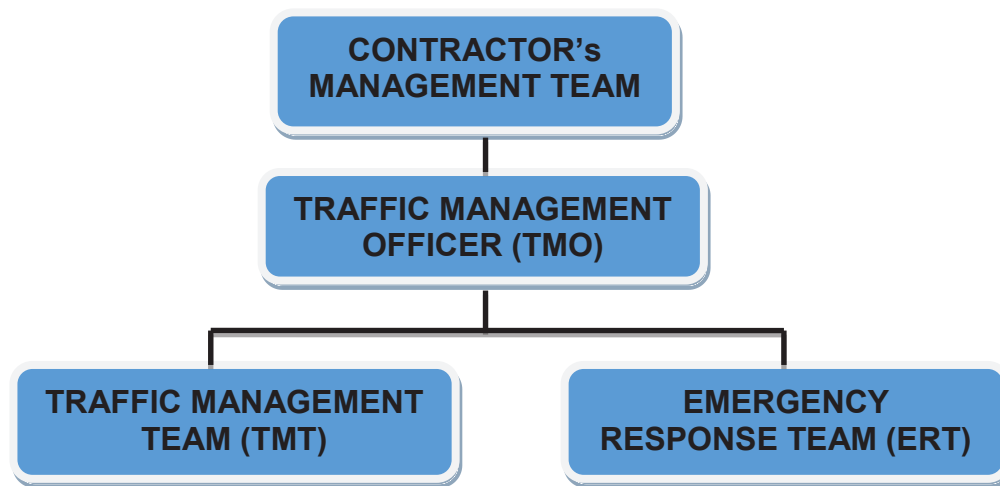 CONTRACTOR's
MANAGEMENT TEAM
TRAFFIC MANAGEMENT
OFFICER (TMO)
TRAFFIC MANAGEMENT
TEAM (TMT)
EMERGENCY
RESPONSE TEAM (ERT)